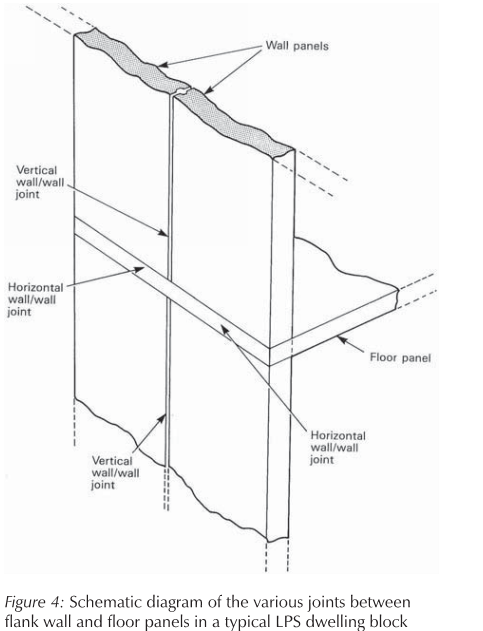 Wall panels
Vertical
wall/wall
joint
Horizontal
wall/wall
joint
Floor panel
Horizontal
wall/wall
joint
Vertical
wall/wall
joint
Figure 4: Schematic diagram of the various joints between
flank wall and floor panels in a typical LPS dwelling block